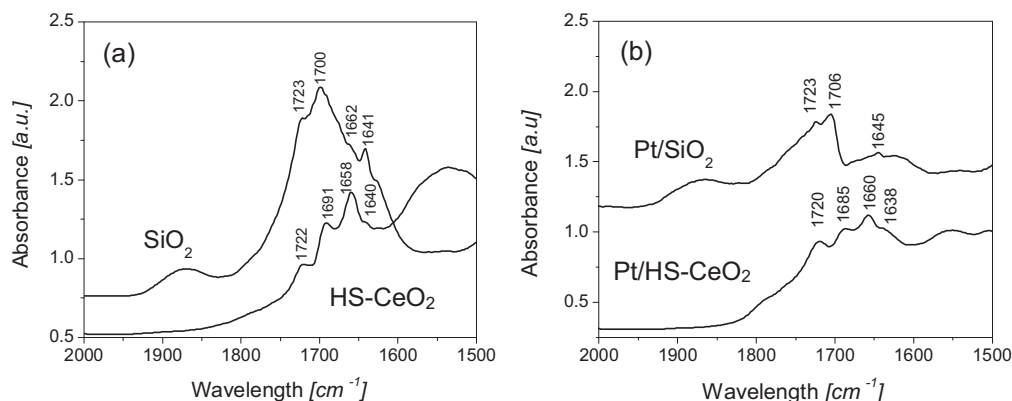 (a)
2.5
2.0
1.5
1.0
0.5
Absorbance [a.u.]
1723
1700
1662
1641
1722
1691
1658
1640
SiO2
HS-CeO2
2000 1900 1800 1700 1600 1500
Wavelength [cm⁻¹]
(b)
2.5
2.0
1.5
1.0
0.5
Absorbance [a.u]
1723
1706
1645
Pt/SiO2
1720
1685
1660
1638
Pt/HS-CeO2
2000 1900 1800 1700 1600 1500
Wavelength [cm⁻¹]